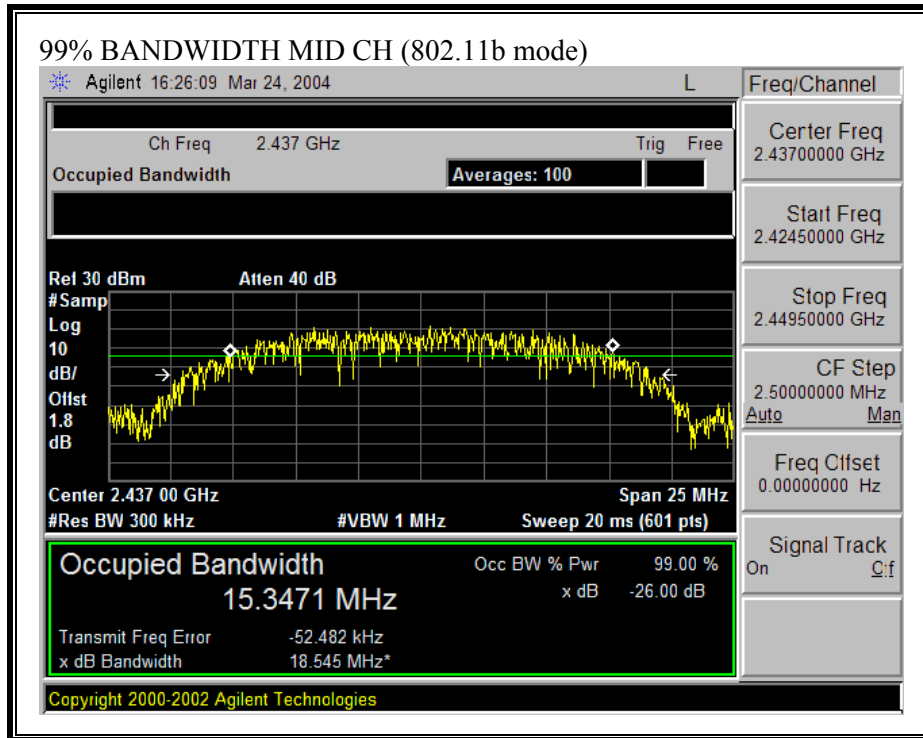 99% BANDWIDTH MID CH (802.11b mode)
Agilent 16:26:09 Mar 24, 2004 L
Freq/Channel
Ch Freq 2.437 GHz Trig Free
Occupied Bandwidth Averages: 100
Center Freq
2.43700000 GHz
Start Freq
2.42450000 GHz
Stop Freq
2.44950000 GHz
CF Step
2.50000000 MHz
Auto Man
Freq Offset
0.00000000 Hz
Signal Track
On Off
Ref 30 dBm Atten 40 dB
#Samp
Log
10
dB/
Offst
1.8
dB
Center 2.437 00 GHz Span 25 MHz
#Res BW 300 kHz #VBW 1 MHz Sweep 20 ms (601 pts)
Occupied Bandwidth Occ BW % Pwr 99.00 %
15.3471 MHz x dB -26.00 dB
Transmit Freq Error -52.482 kHz
x dB Bandwidth 18.545 MHz*
Copyright 2000-2002 Agilent Technologies